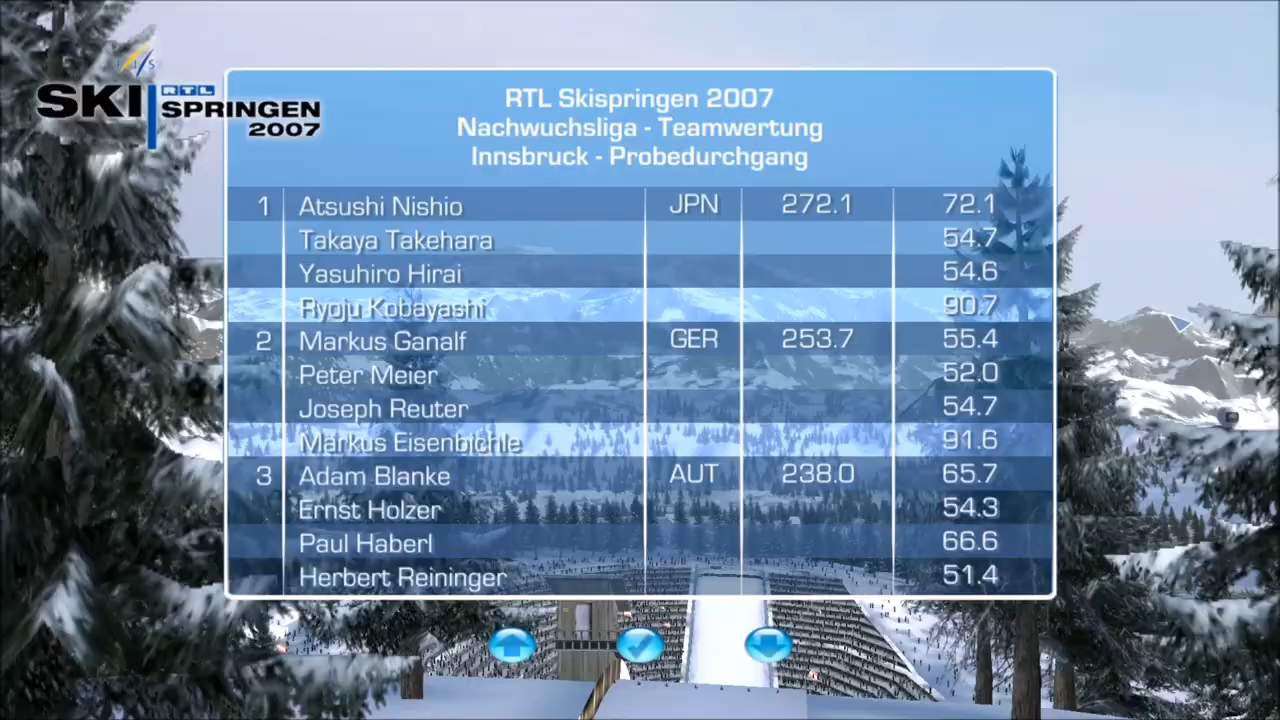 FIS
SKI RTL SPRINGEN 2007
RTL Skispringen 2007
Nachwuchsliga - Teamwertung
Innsbruck - Probedurchgang
1 Atsushi Nishio JPN 272.1 72.1
Takaya Takehara 54.7
Yasuhiro Hirai 54.6
Ryoju Kobayashi 90.7
2 Markus Ganalf GER 253.7 55.4
Peter Meier 52.0
Joseph Reuter 54.7
Markus Eisenbichle 91.6
3 Adam Blanke AUT 238.0 65.7
Ernst Holzer 54.3
Paul Haberl 66.6
Herbert Reininger 51.4